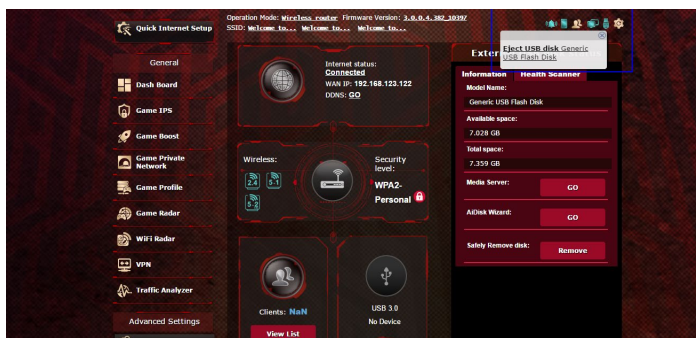 Operation Mode: Wireless router Firmware Version: 3.0.0.4.382_10397
SSID: Welcome to... Welcome to... Welcome to...
Quick Internet Setup
General
Dash Board
Game IPS
Game Boost
Game Private
Network
Game Profile
Game Radar
WiFi Radar
VPN
Traffic Analyzer
Advanced Settings
Internet status:
Connected
WAN IP: 192.168.123.122
DDNS: GO
Wireless:
2.4
5-1
5-2
Security
level:
WPA2-
Personal
Clients: NaN
View List
USB 3.0
No Device
Eject USB disk Generic
USB Flash Disk
Exter
Information
Health Scanner
Model Name:
Generic USB Flash Disk
Available space:
7.028 GB
Total space:
7.359 GB
Media Server:
GO
AiDisk Wizard:
GO
Safely Remove
disk:
Remove